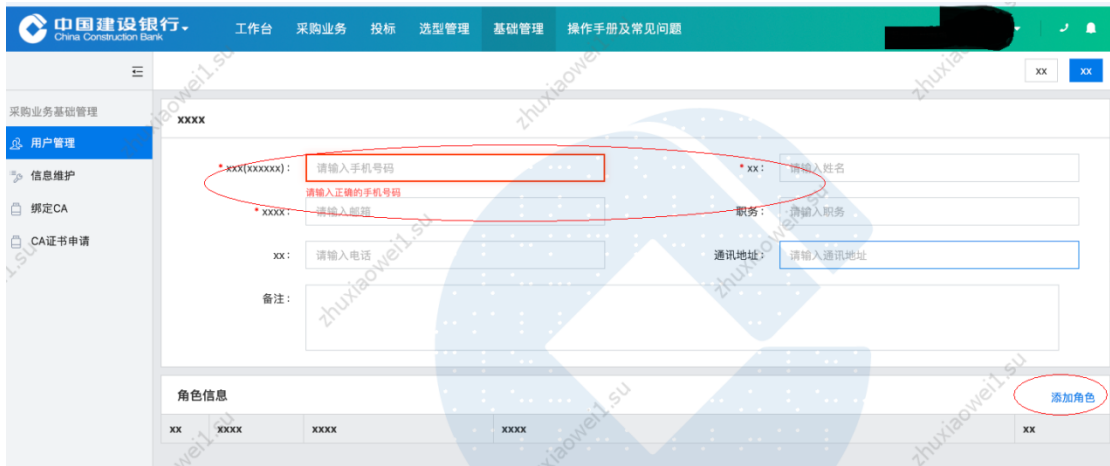 中国建设银行 工作台 采购业务 投标 选型管理 基础管理 操作手册及常见问题
China Construction Bank
xx xx
采购业务基础管理
xxxx
用户管理
* xxx(xxxxxx): 请输入手机号码 * xx: 请输入姓名
信息维护
请输入正确的手机号码
绑定CA
* xxxx: 请输入邮箱 职务: 请输入职务
CA证书申请
xx: 请输入电话 通讯地址: 请输入通讯地址
备注:
角色信息 添加角色
xx xxxx xxxx xxxx xx
zhuxiaowei1.su